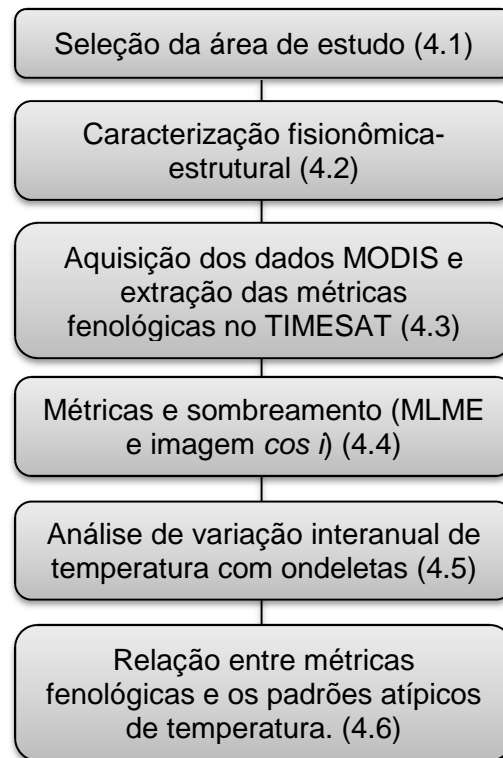 Seleção da área de estudo (4.1)
Caracterização fisionômica-
estrutural (4.2)
Aquisição dos dados MODIS e
extração das métricas
fenológicas no TIMESAT (4.3)
Métricas e sombreamento (MLME
e imagem cos i) (4.4)
Análise de variação interanual de
temperatura com ondeletas (4.5)
Relação entre métricas
fenológicas e os padrões atípicos
de temperatura. (4.6)